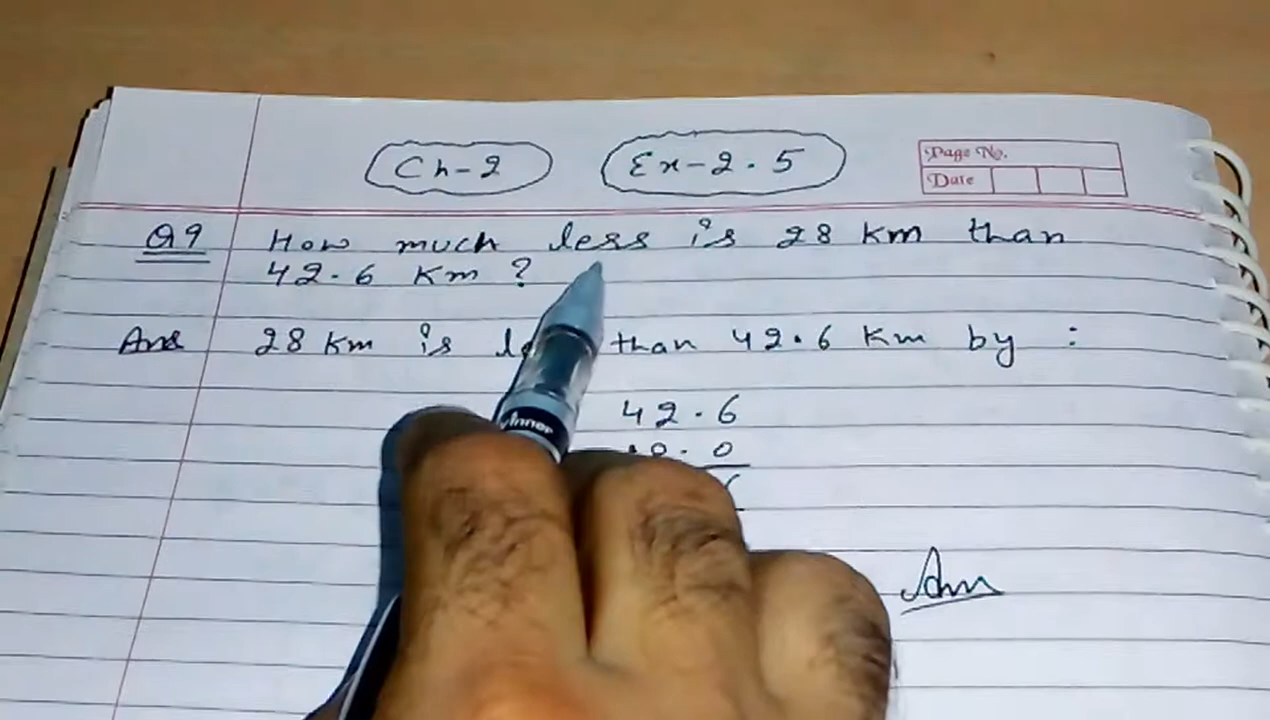 Ch-2 Ex-2.5
Page No.
Date
Q9 How much less is 28 Km than
42.6 Km ?
Ans 28 Km is than 42.6 Km by :
42.6
inner
Ans